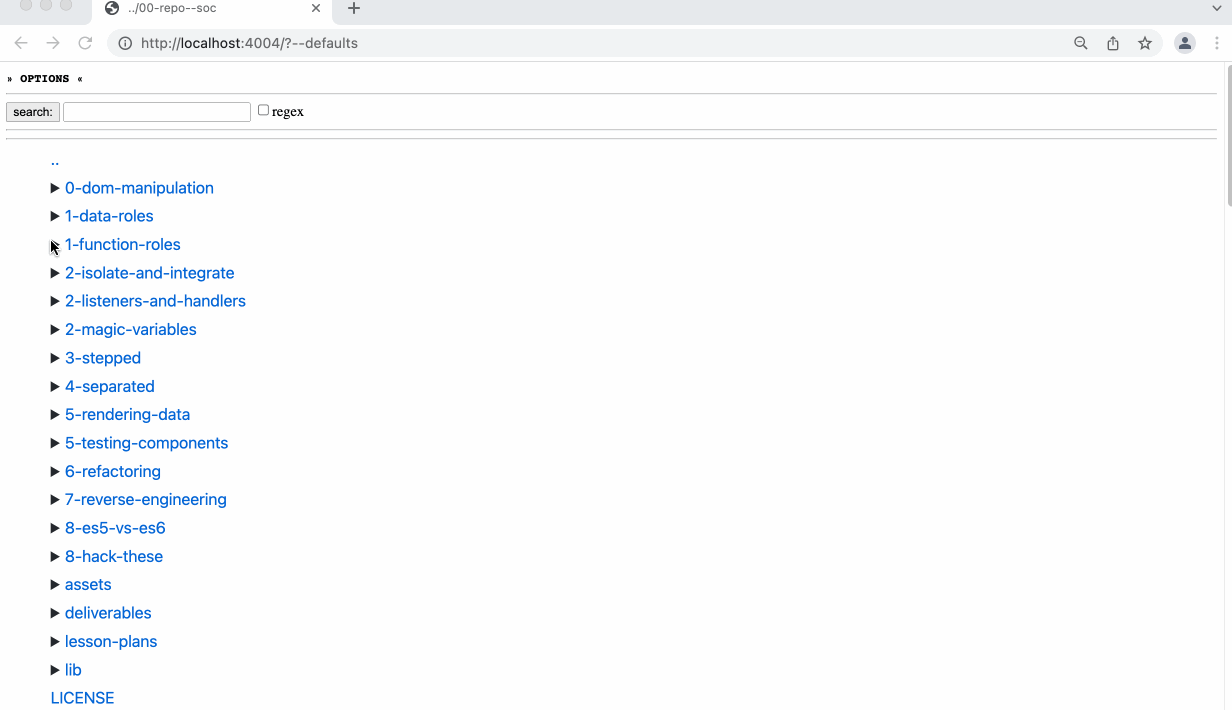 ../00-repo--soc
http://localhost:4004/?--defaults
» OPTIONS «
search: regex
..
0-dom-manipulation
1-data-roles
1-function-roles
2-isolate-and-integrate
2-listeners-and-handlers
2-magic-variables
3-stepped
4-separated
5-rendering-data
5-testing-components
6-refactoring
7-reverse-engineering
8-es5-vs-es6
8-hack-these
assets
deliverables
lesson-plans
lib
LICENSE